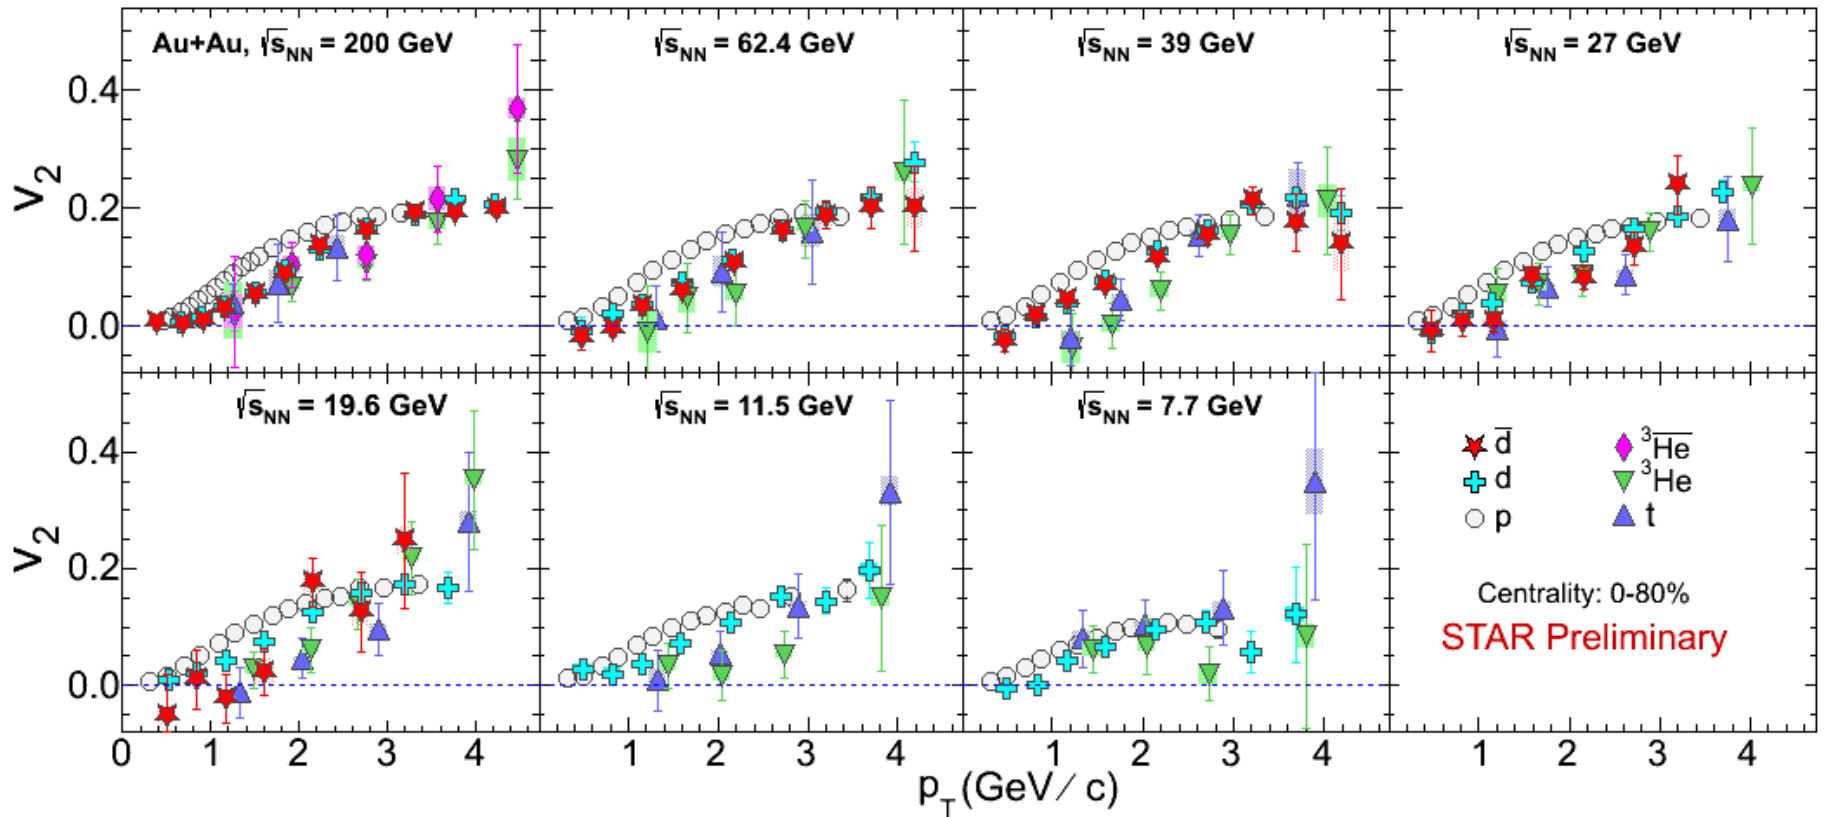 Au+Au, √s̅NN = 200 GeV
√sNN = 62.4 GeV
√sNN = 39 GeV
√sNN = 27 GeV
0.4
0.2
0.0
v2
√sNN = 19.6 GeV
√sNN = 11.5 GeV
√sNN = 7.7 GeV
0.4
0.2
0.0
v2
d̅ 3H̅e̅
d 3He
p t
Centrality: 0-80%
STAR Preliminary
0 1 2 3 4 1 2 3 4 1 2 3 4 1 2 3 4
pT (GeV/c)